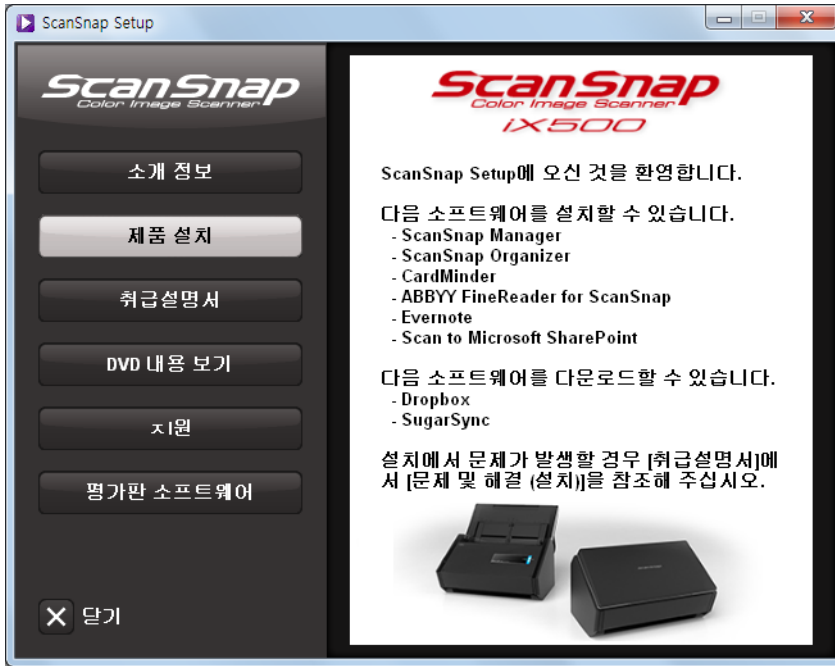 ScanSnap Setup
ScanSnap
Color Image Scanner
소개 정보
제품 설치
취급설명서
DVD 내용 보기
지원
평가판 소프트웨어
닫기
ScanSnap
Color Image Scanner
iX500
ScanSnap Setup에 오신 것을 환영합니다.
다음 소프트웨어를 설치할 수 있습니다.
- ScanSnap Manager
- ScanSnap Organizer
- CardMinder
- ABBYY FineReader for ScanSnap
- Evernote
- Scan to Microsoft SharePoint
다음 소프트웨어를 다운로드할 수 있습니다.
- Dropbox
- SugarSync
설치에서 문제가 발생할 경우 [취급설명서]에
서 [문제 및 해결 (설치)]을 참조해 주십시오.